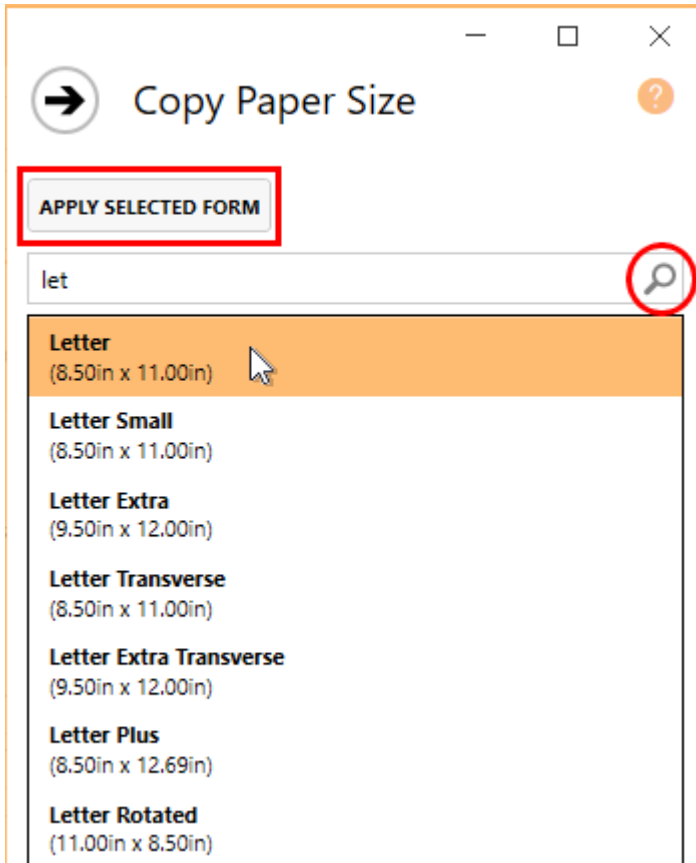 Copy Paper Size
?
APPLY SELECTED FORM
let
Letter
(8.50in x 11.00in)
Letter Small
(8.50in x 11.00in)
Letter Extra
(9.50in x 12.00in)
Letter Transverse
(8.50in x 11.00in)
Letter Extra Transverse
(9.50in x 12.00in)
Letter Plus
(8.50in x 12.69in)
Letter Rotated
(11.00in x 8.50in)